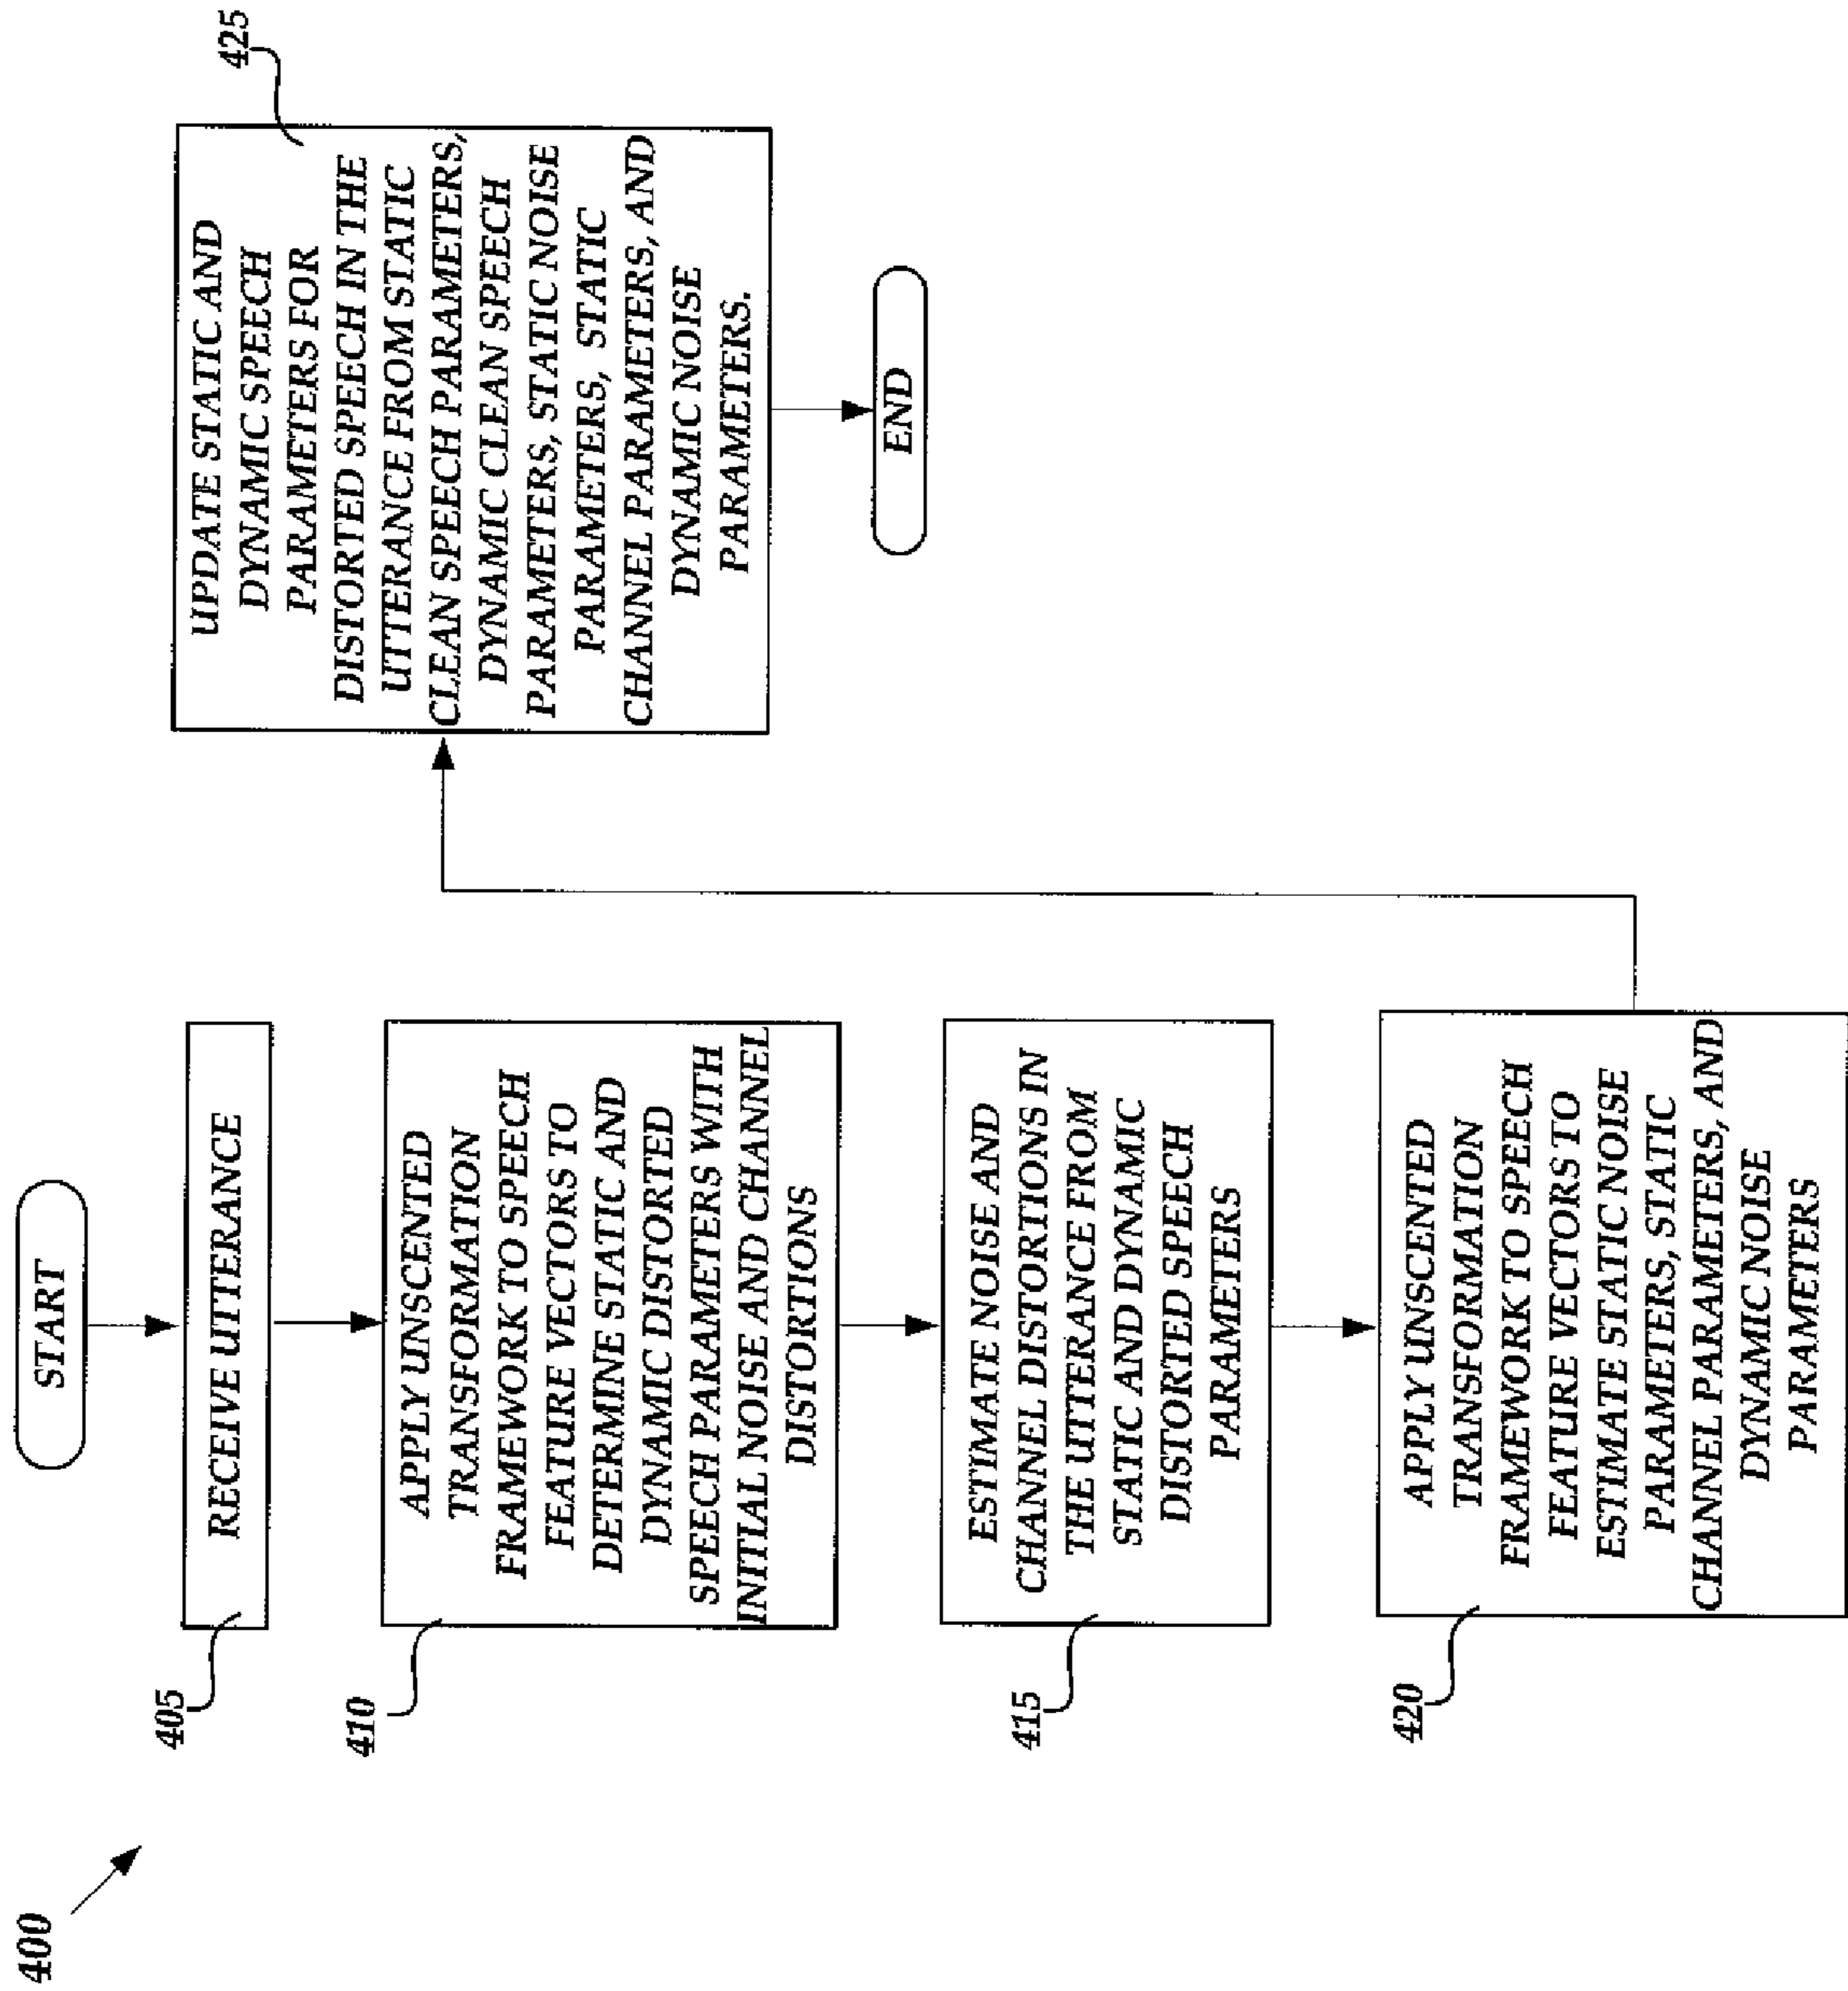 400
START
405
RECEIVE UTTERANCE
410
APPLY UNSCENTED
TRANSFORMATION
FRAMEWORK TO SPEECH
FEATURE VECTORS TO
DETERMINE STATIC AND
DYNAMIC DISTORTED
SPEECH PARAMETERS WITH
INITIAL NOISE AND CHANNEL
DISTORTIONS
415
ESTIMATE NOISE AND
CHANNEL DISTORTIONS IN
THE UTTERANCE FROM
STATIC AND DYNAMIC
DISTORTED SPEECH
PARAMETERS
420
APPLY UNSCENTED
TRANSFORMATION
FRAMEWORK TO SPEECH
FEATURE VECTORS TO
ESTIMATE STATIC NOISE
PARAMETERS, STATIC
CHANNEL PARAMETERS, AND
DYNAMIC NOISE
PARAMETERS
425
UPDATE STATIC AND
DYNAMIC SPEECH
PARAMETERS FOR
DISTORTED SPEECH IN THE
UTTERANCE FROM STATIC
CLEAN SPEECH PARAMETERS,
DYNAMIC CLEAN SPEECH
PARAMETERS, STATIC NOISE
PARAMETERS, STATIC
CHANNEL PARAMETERS, AND
DYNAMIC NOISE
PARAMETERS.
END